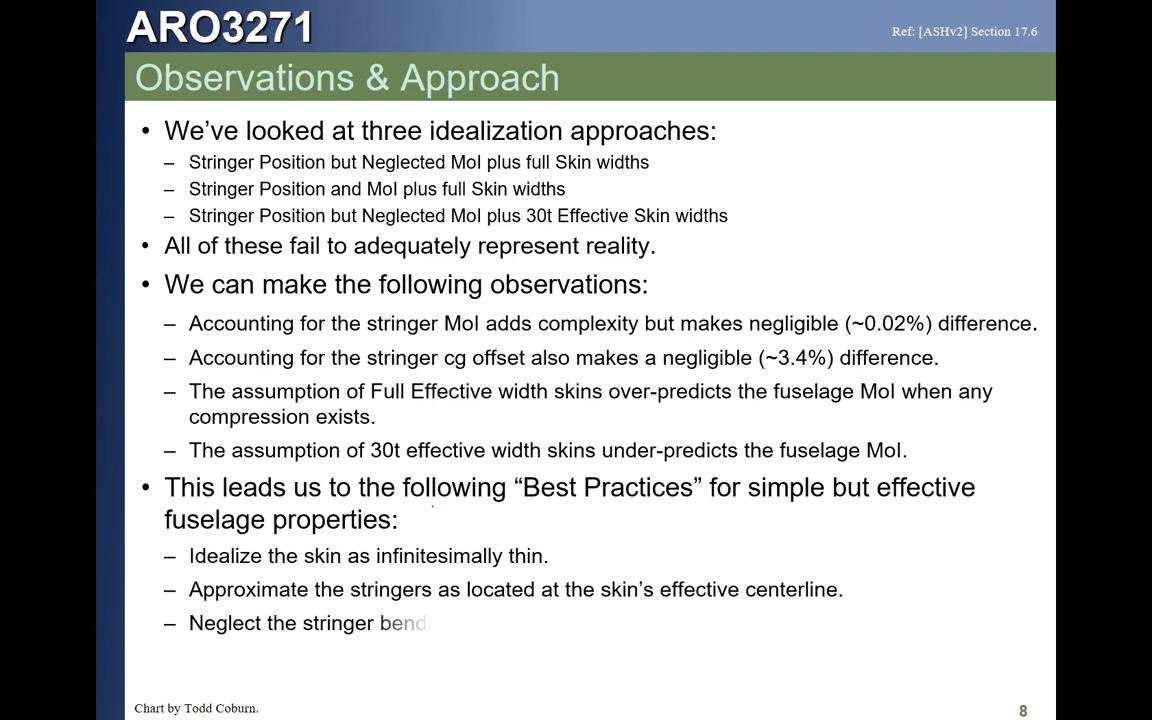 ARO3271
Ref: [ASHv2] Section 17.6
Observations & Approach
• We’ve looked at three idealization approaches:
– Stringer Position but Neglected MoI plus full Skin widths
– Stringer Position and MoI plus full Skin widths
– Stringer Position but Neglected MoI plus 30t Effective Skin widths
• All of these fail to adequately represent reality.
• We can make the following observations:
– Accounting for the stringer MoI adds complexity but makes negligible (~0.02%) difference.
– Accounting for the stringer cg offset also makes a negligible (~3.4%) difference.
– The assumption of Full Effective width skins over-predicts the fuselage MoI when any
compression exists.
– The assumption of 30t effective width skins under-predicts the fuselage MoI.
• This leads us to the following “Best Practices” for simple but effective
fuselage properties:
– Idealize the skin as infinitesimally thin.
– Approximate the stringers as located at the skin’s effective centerline.
– Neglect the stringer bend
Chart by Todd Coburn.
8